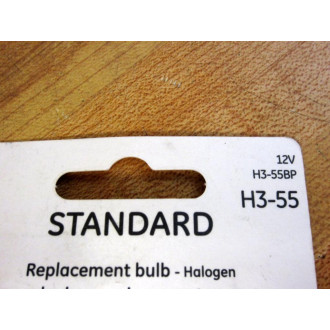 12V
H3-55BP
H3-55
STANDARD
Replacement bulb - Halogen